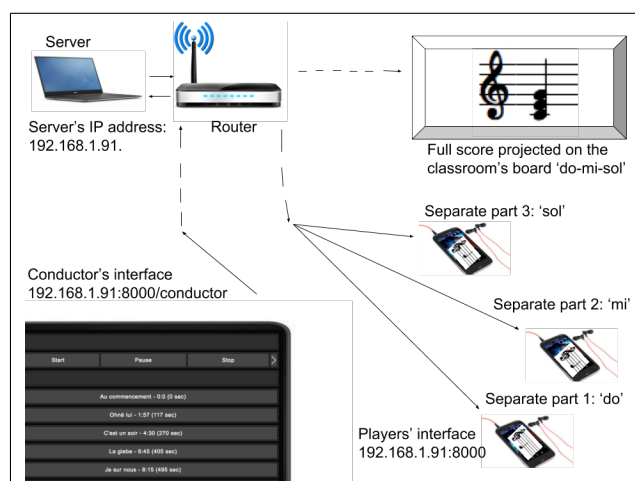 Server
Server's IP address:
192.168.1.91.
Router
Full score projected on the
classroom's board 'do-mi-sol'
Separate part 3: 'sol'
Conductor's interface
192.168.1.91:8000/conductor
Separate part 2: 'mi'
Start Pause Stop >
Au commencement - 0:0 (0 sec)
Ohné lui - 1:57 (117 sec)
C'est un soir - 4:30 (270 sec)
La glebe - 6:45 (405 sec)
Je sur nous - 8:15 (495 sec)
Separate part 1: 'do'
Players' interface
192.168.1.91:8000